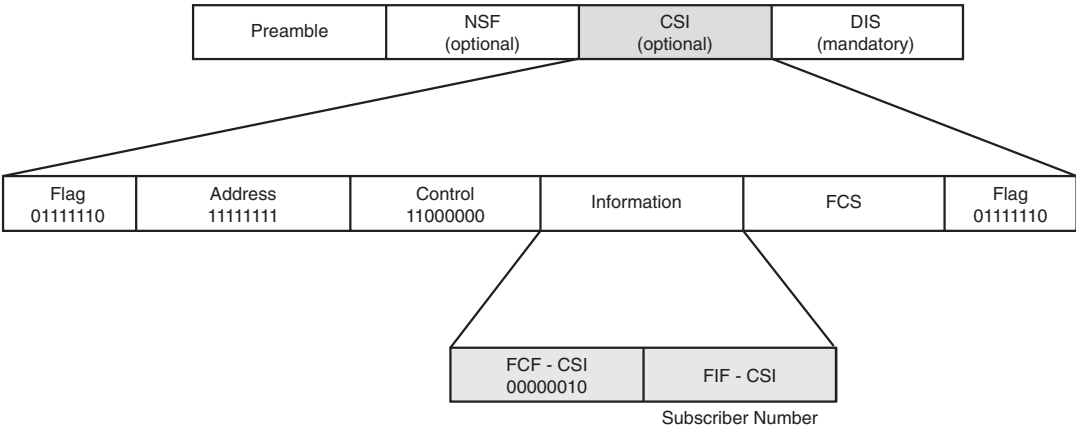 Preamble
NSF
(optional)
CSI
(optional)
DIS
(mandatory)
Flag
01111110
Address
11111111
Control
11000000
Information
FCS
Flag
01111110
FCF - CSI
00000010
FIF - CSI
Subscriber Number